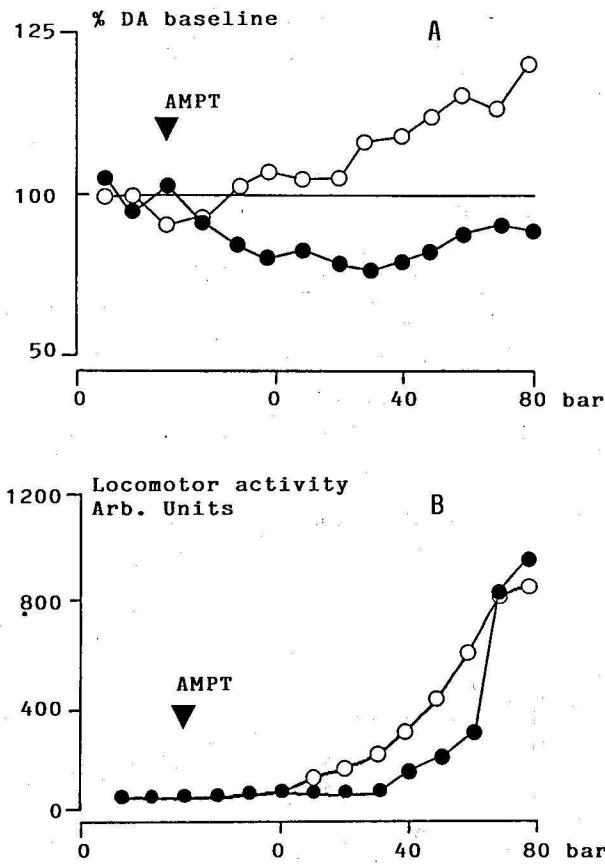 % DA baseline
A
125
AMPT
100
50
0 0 40 80 bar
Locomotor activity
Arb. Units
B
1200
800
AMPT
400
0
0 0 40 80 bar